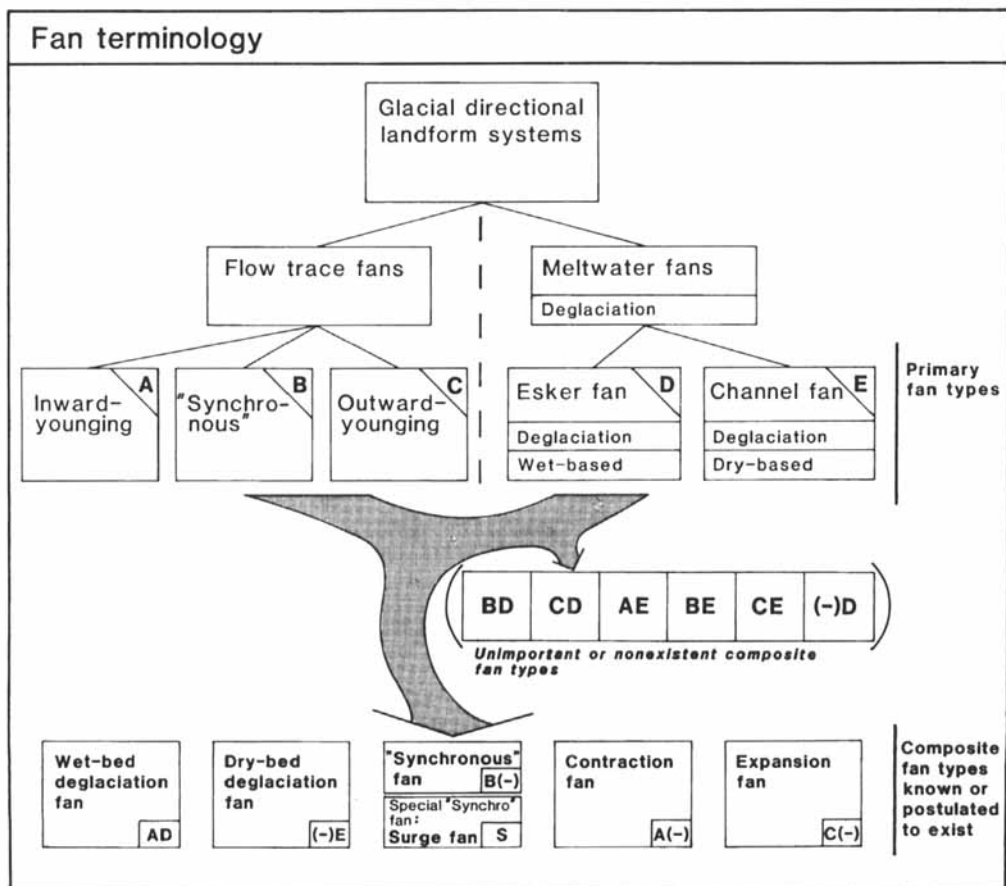 Fan terminology
Glacial directional
landform systems
Flow trace fans
Meltwater fans
Deglaciation
A
Inward-
younging
B
"Synchro-
nous"
C
Outward-
younging
D
Esker fan
Deglaciation
Wet-based
E
Channel fan
Deglaciation
Dry-based
Primary
fan types
BD
CD
AE
BE
CE
(-)D
Unimportant or nonexistent composite
fan types
Wet-bed
deglaciation
fan
AD
Dry-bed
deglaciation
fan
(-)E
"Synchronous"
fan
B(-)
Special "Synchro"
fan:
Surge fan
S
Contraction
fan
A(-)
Expansion
fan
C(-)
Composite
fan types
known or
postulated
to exist